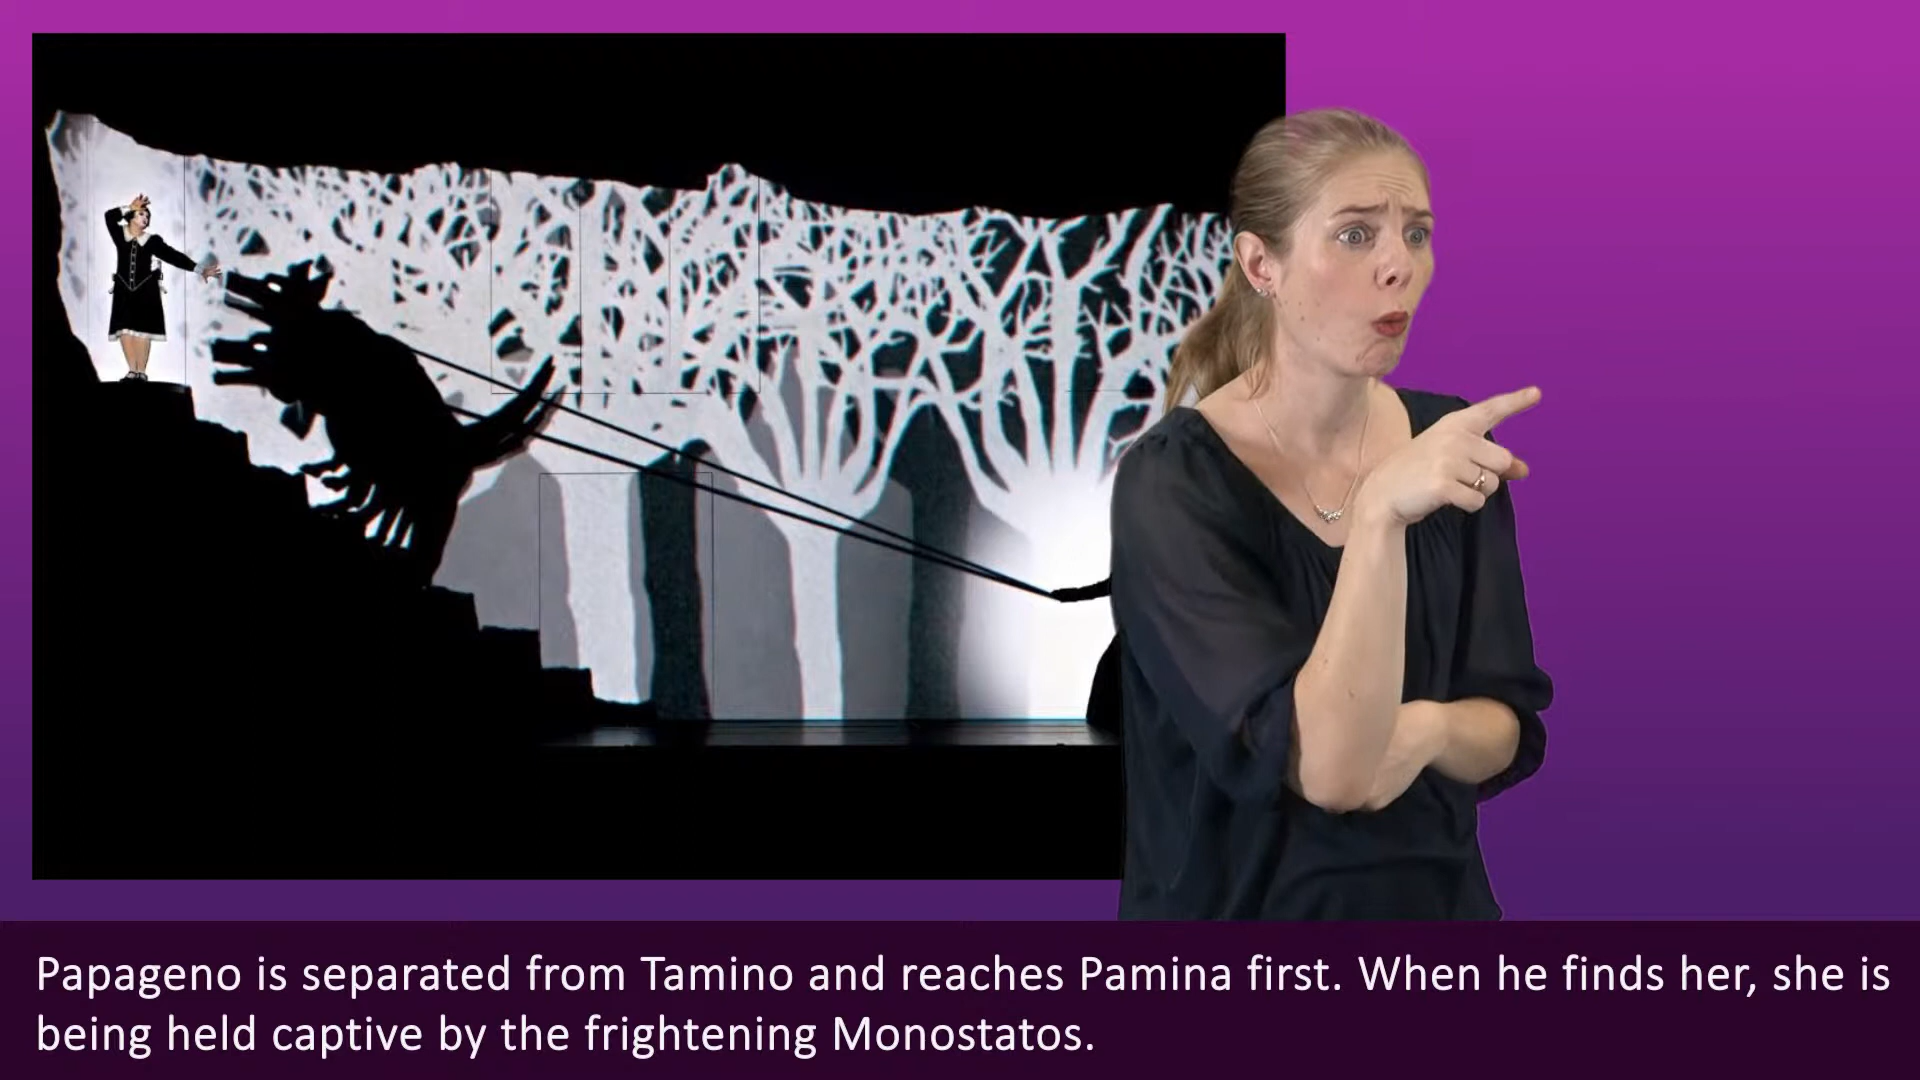 Papageno is separated from Tamino and reaches Pamina first. When he finds her, she is
being held captive by the frightening Monostatos.